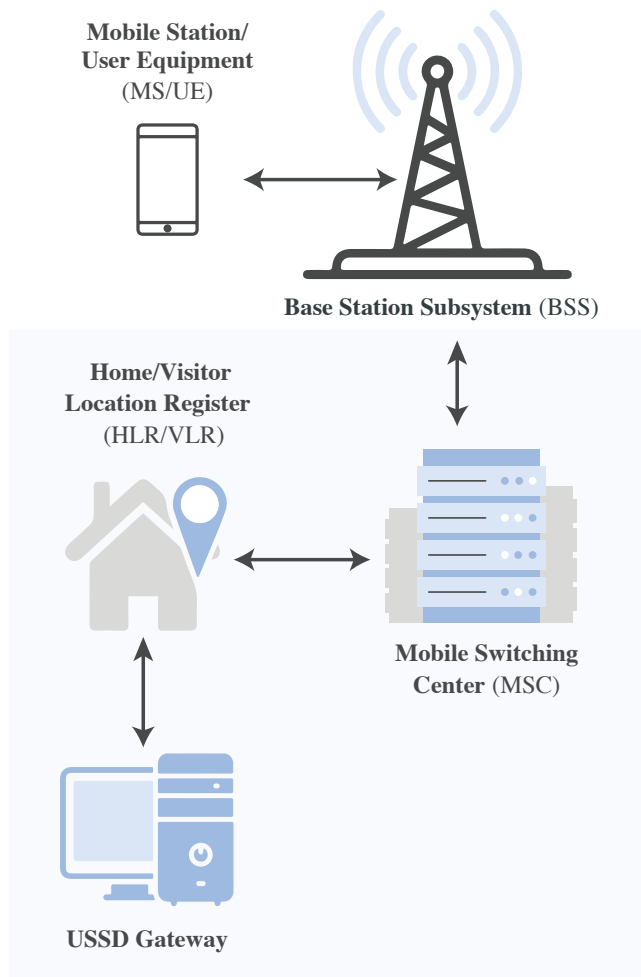 Mobile Station/
User Equipment
(MS/UE)
Base Station Subsystem (BSS)
Home/Visitor
Location Register
(HLR/VLR)
Mobile Switching
Center (MSC)
USSD Gateway